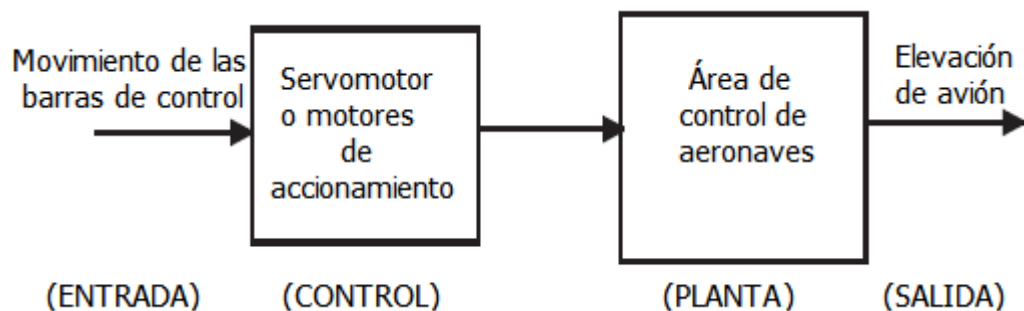 Movimiento de las
barras de control
Servomotor
o motores
de
accionamiento
Área de
control de
aeronaves
Elevación
de avión
(ENTRADA)
(CONTROL)
(PLANTA)
(SALIDA)